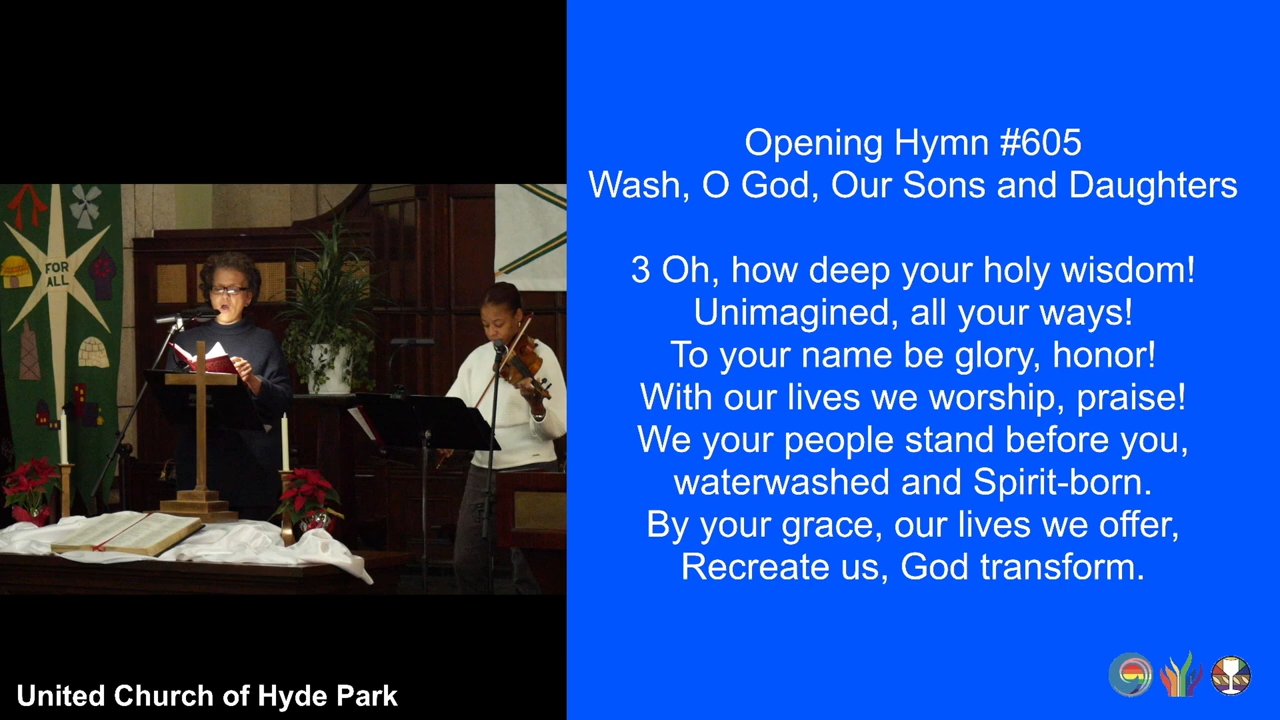 FOR
ALL
United Church of Hyde Park
Opening Hymn #605
Wash, O God, Our Sons and Daughters
3 Oh, how deep your holy wisdom!
Unimagined, all your ways!
To your name be glory, honor!
With our lives we worship, praise!
We your people stand before you,
waterwashed and Spirit-born.
By your grace, our lives we offer,
Recreate us, God transform.